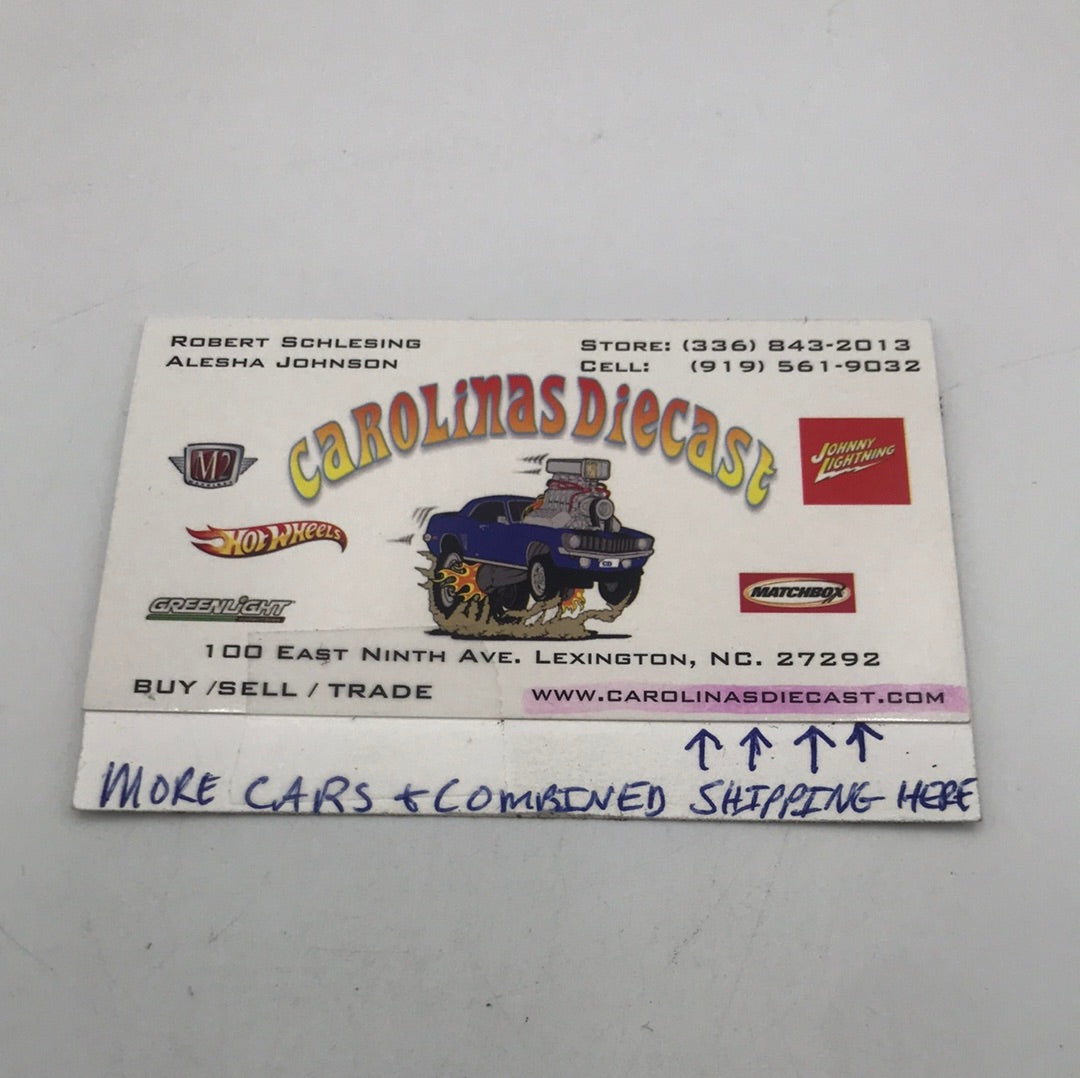 ROBERT SCHLESING
ALESHA JOHNSON
STORE: (336) 843-2013
CELL: (919) 561-9032
CAROLINAS DIECAST
M2
JOHNNY
LIGHTNING
HOT WHEELS
GREENLIGHT
CD
MATCHBOX
100 EAST NINTH AVE. LEXINGTON, NC. 27292
BUY /SELL / TRADE
WWW.CAROLINASDIECAST.COM
↑ ↑ ↑ ↑
MORE CARS + COMBINED SHIPPING HERE